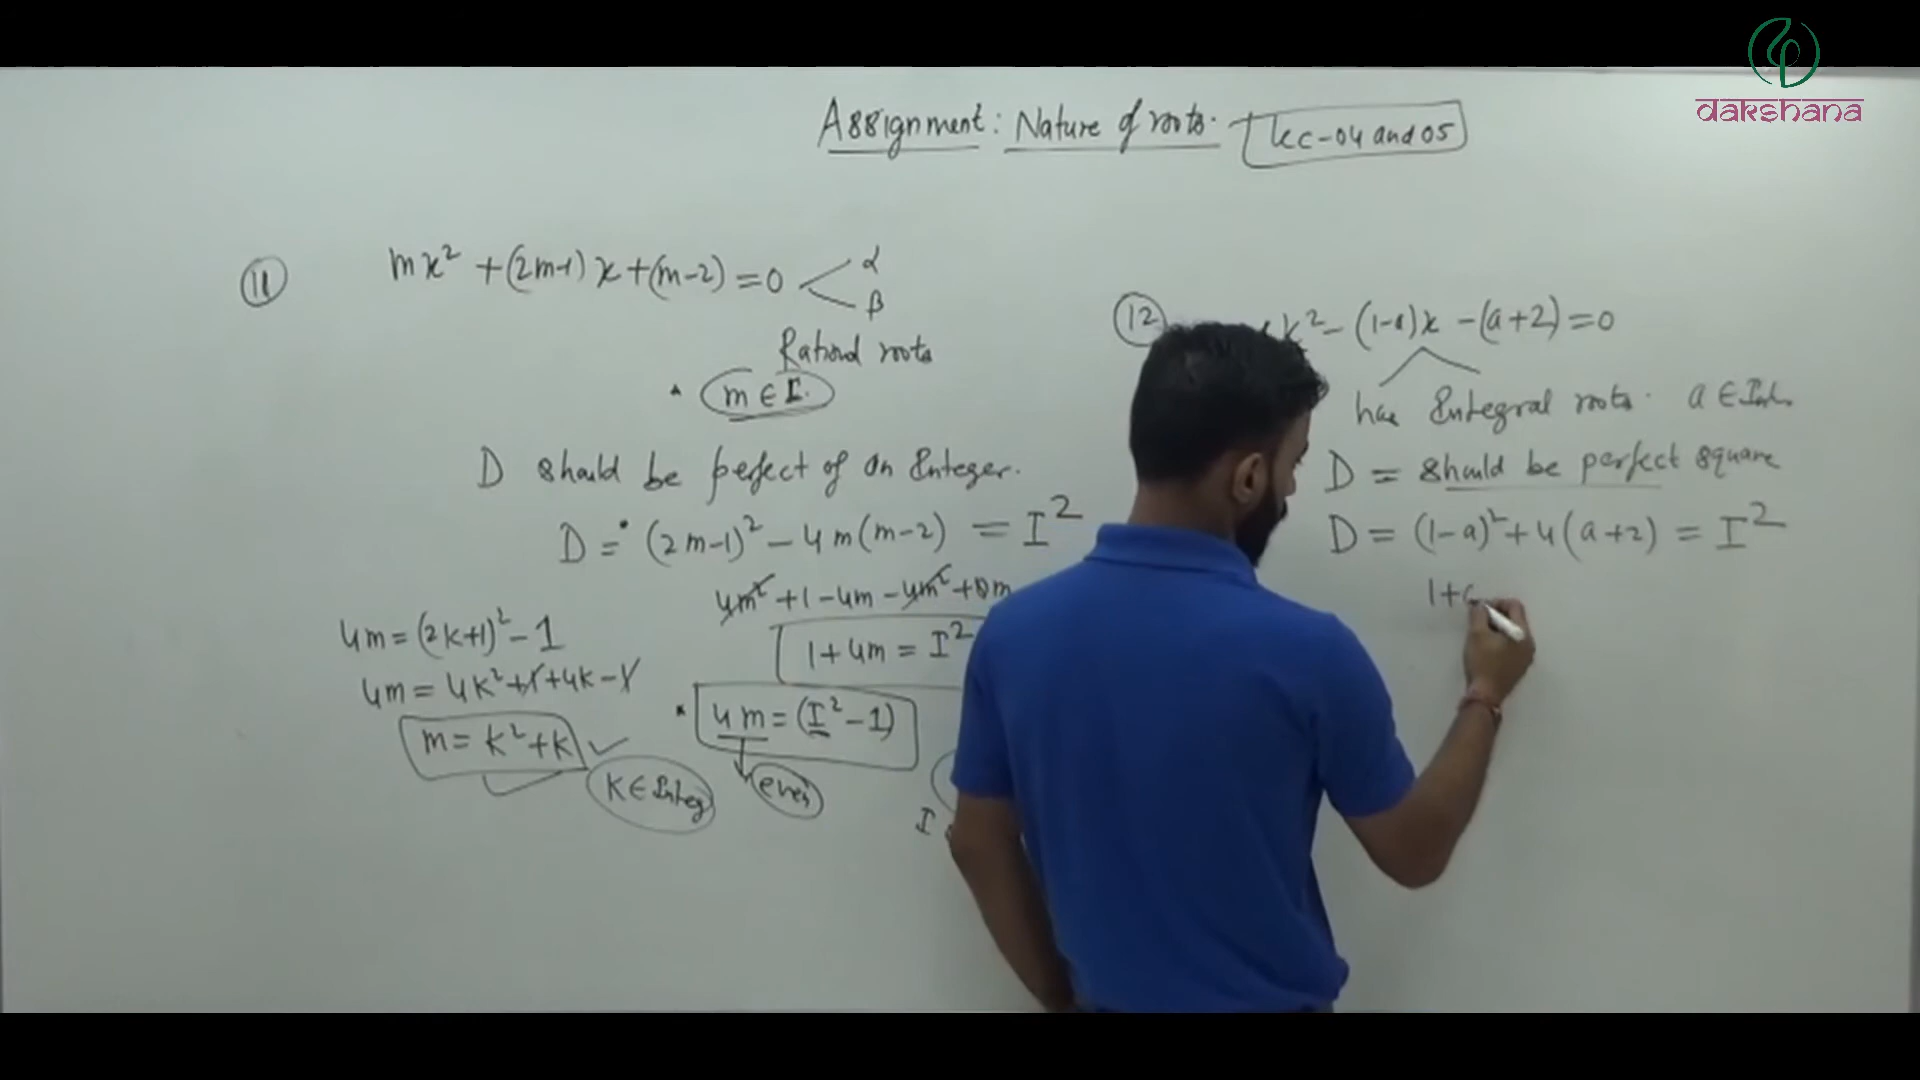 dakshana
Assignment: Nature of roots. KC-04 and 05
11 mx² + (2m-1)x + (m-2) = 0 < α
β
Rational roots
* m ∈ I.
D should be perfect of an Integer.
D = (2m-1)² - 4m(m-2) = I²
4m² + 1 - 4m - 4m² + 8m
1 + 4m = I²
* 4m = (I² - 1)
even
I
4m = (2k+1)² - 1
4m = 4k² + 1 + 4k - 1
m = k² + k ✓
K ∈ Integ
12 x² - (1-a)x - (a+2) = 0
has Integral roots. a ∈
D = should be perfect square
D = (1-a)² + 4(a+2) = I²
1+